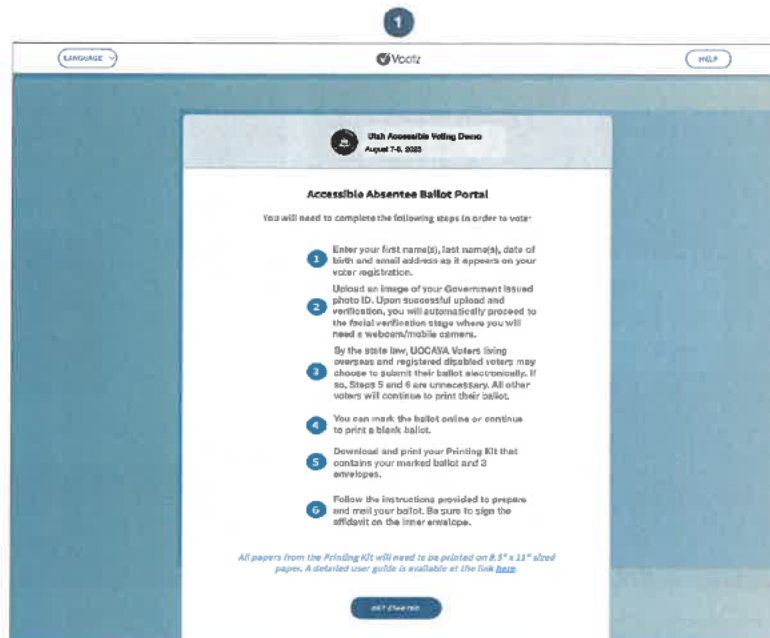 1
LANGUAGE
Vootz
HELP
Utah Accessible Voting Demo
August 7-8, 2023
Accessible Absentee Ballot Portal
You will need to complete the following steps in order to vote:
1 Enter your first name(s), last name(s), date of
birth and email address as it appears on your
voter registration.
2 Upload an image of your Government issued
photo ID. Upon successful upload and
verification, you will automatically proceed to
the facial verification stage where you will
need a webcam/mobile camera.
3 By the state law, UOCAVA Voters living
overseas and registered disabled voters may
choose to submit their ballot electronically. If
so, Steps 5 and 6 are unnecessary. All other
voters will continue to print their ballot.
4 You can mark the ballot online or continue
to print a blank ballot.
5 Download and print your Printing Kit that
contains your marked ballot and 2
envelopes.
6 Follow the instructions provided to prepare
and mail your ballot. Be sure to sign the
affidavit on the inner envelope.
All papers from the Printing Kit will need to be printed on 8.5" x 11" sized
paper. A detailed user guide is available at the link here.
GET STARTED